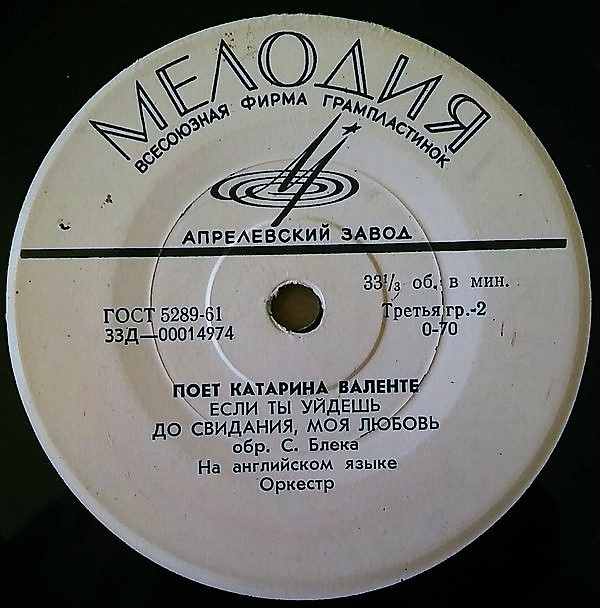 МЕЛОДИЯ
ВСЕСОЮЗНАЯ ФИРМА ГРАМПЛАСТИНОК
АПРЕЛЕВСКИЙ ЗАВОД
33⅓ об. в мин.
ГОСТ 5289-61 Третья гр.-2
33Д—00014974 0-70
ПОЕТ КАТАРИНА ВАЛЕНТЕ
ЕСЛИ ТЫ УЙДЕШЬ
ДО СВИДАНИЯ, МОЯ ЛЮБОВЬ
обр. С. Блека
На английском языке
Оркестр